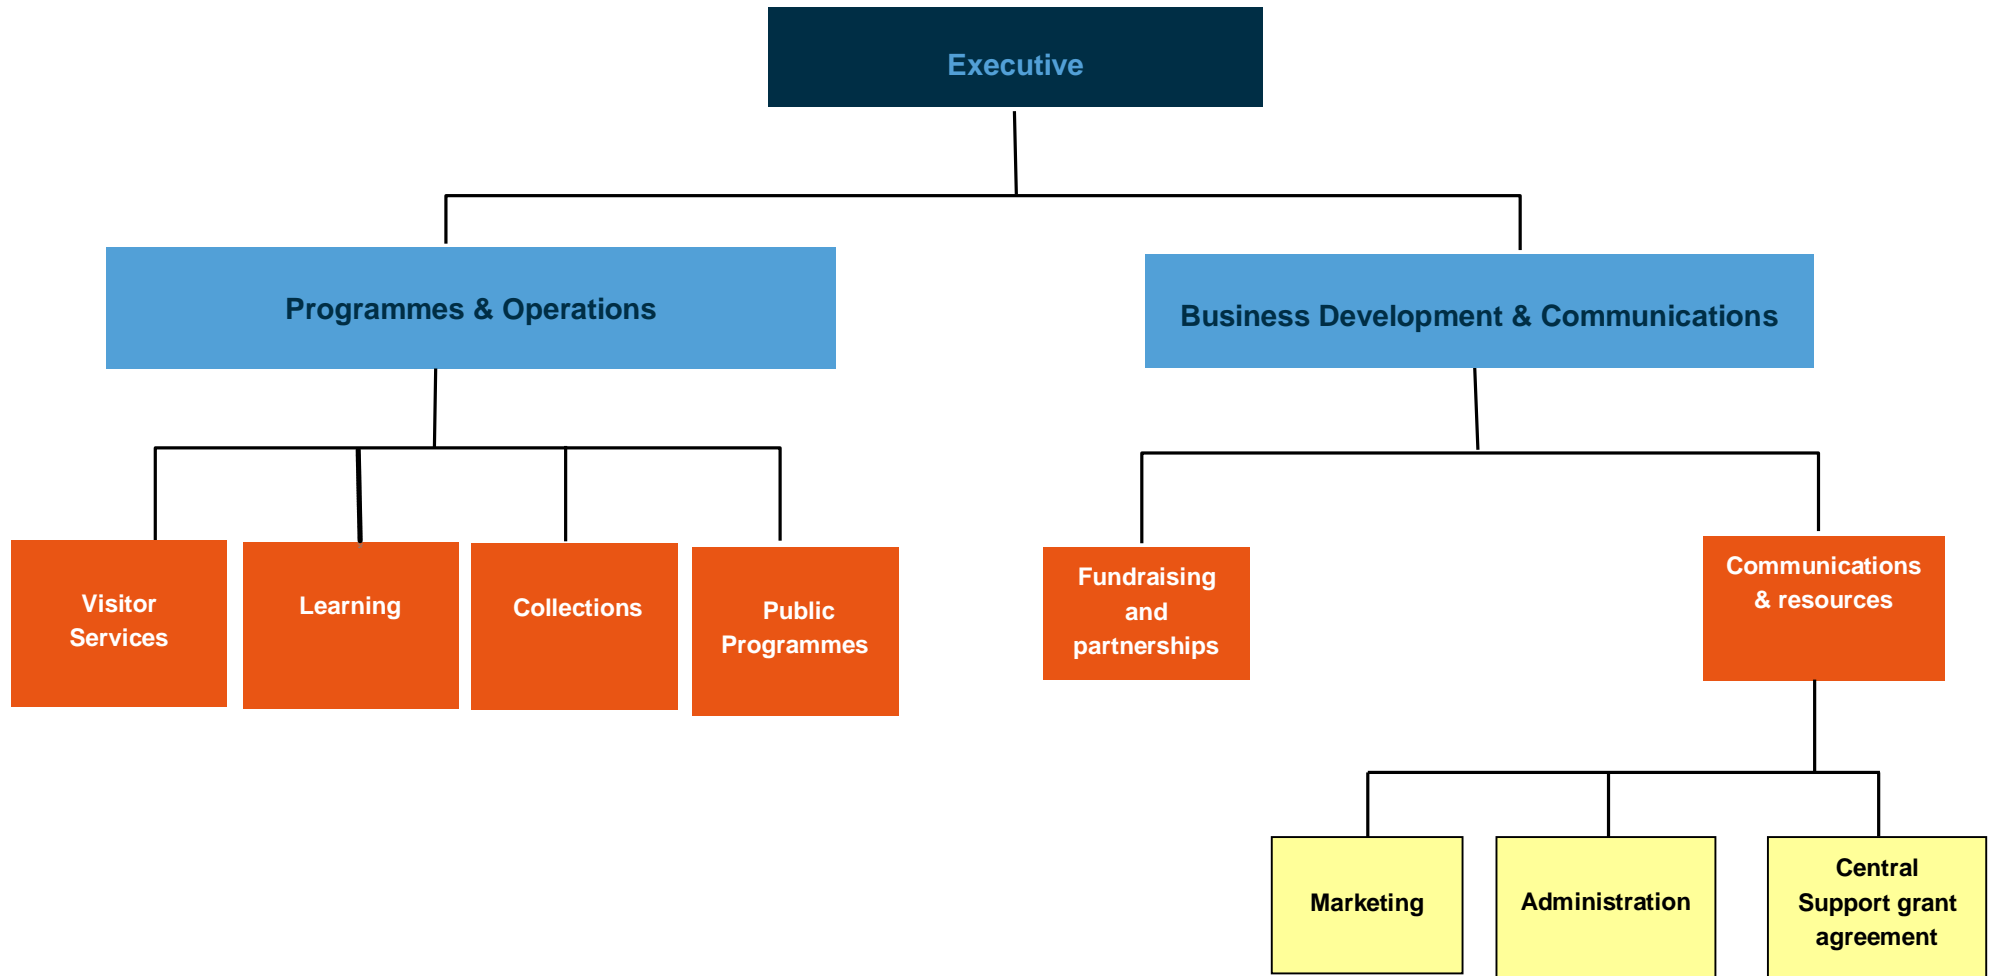 Executive
Programmes & Operations
Business Development & Communications
Visitor
Services
Learning
Collections
Public
Programmes
Fundraising
and
partnerships
Communications
& resources
Marketing
Administration
Central
Support grant
agreement